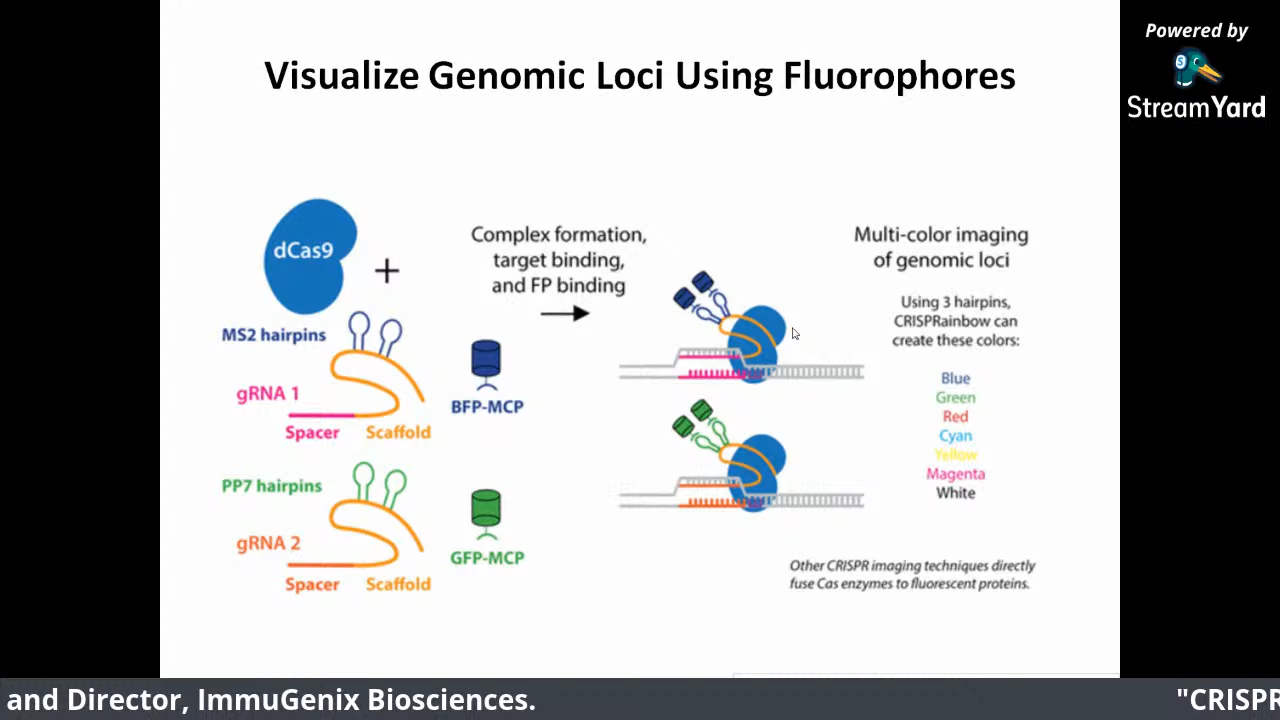 Visualize Genomic Loci Using Fluorophores
Powered by
StreamYard
dCas9
+
MS2 hairpins
gRNA 1
Spacer
Scaffold
BFP-MCP
PP7 hairpins
gRNA 2
Spacer
Scaffold
GFP-MCP
Complex formation,
target binding,
and FP binding
Multi-color imaging
of genomic loci
Using 3 hairpins,
CRISPRainbow can
create these colors:
Blue
Green
Red
Cyan
Yellow
Magenta
White
Other CRISPR imaging techniques directly
fuse Cas enzymes to fluorescent proteins.
and Director, ImmuGenix Biosciences.
"CRISPR